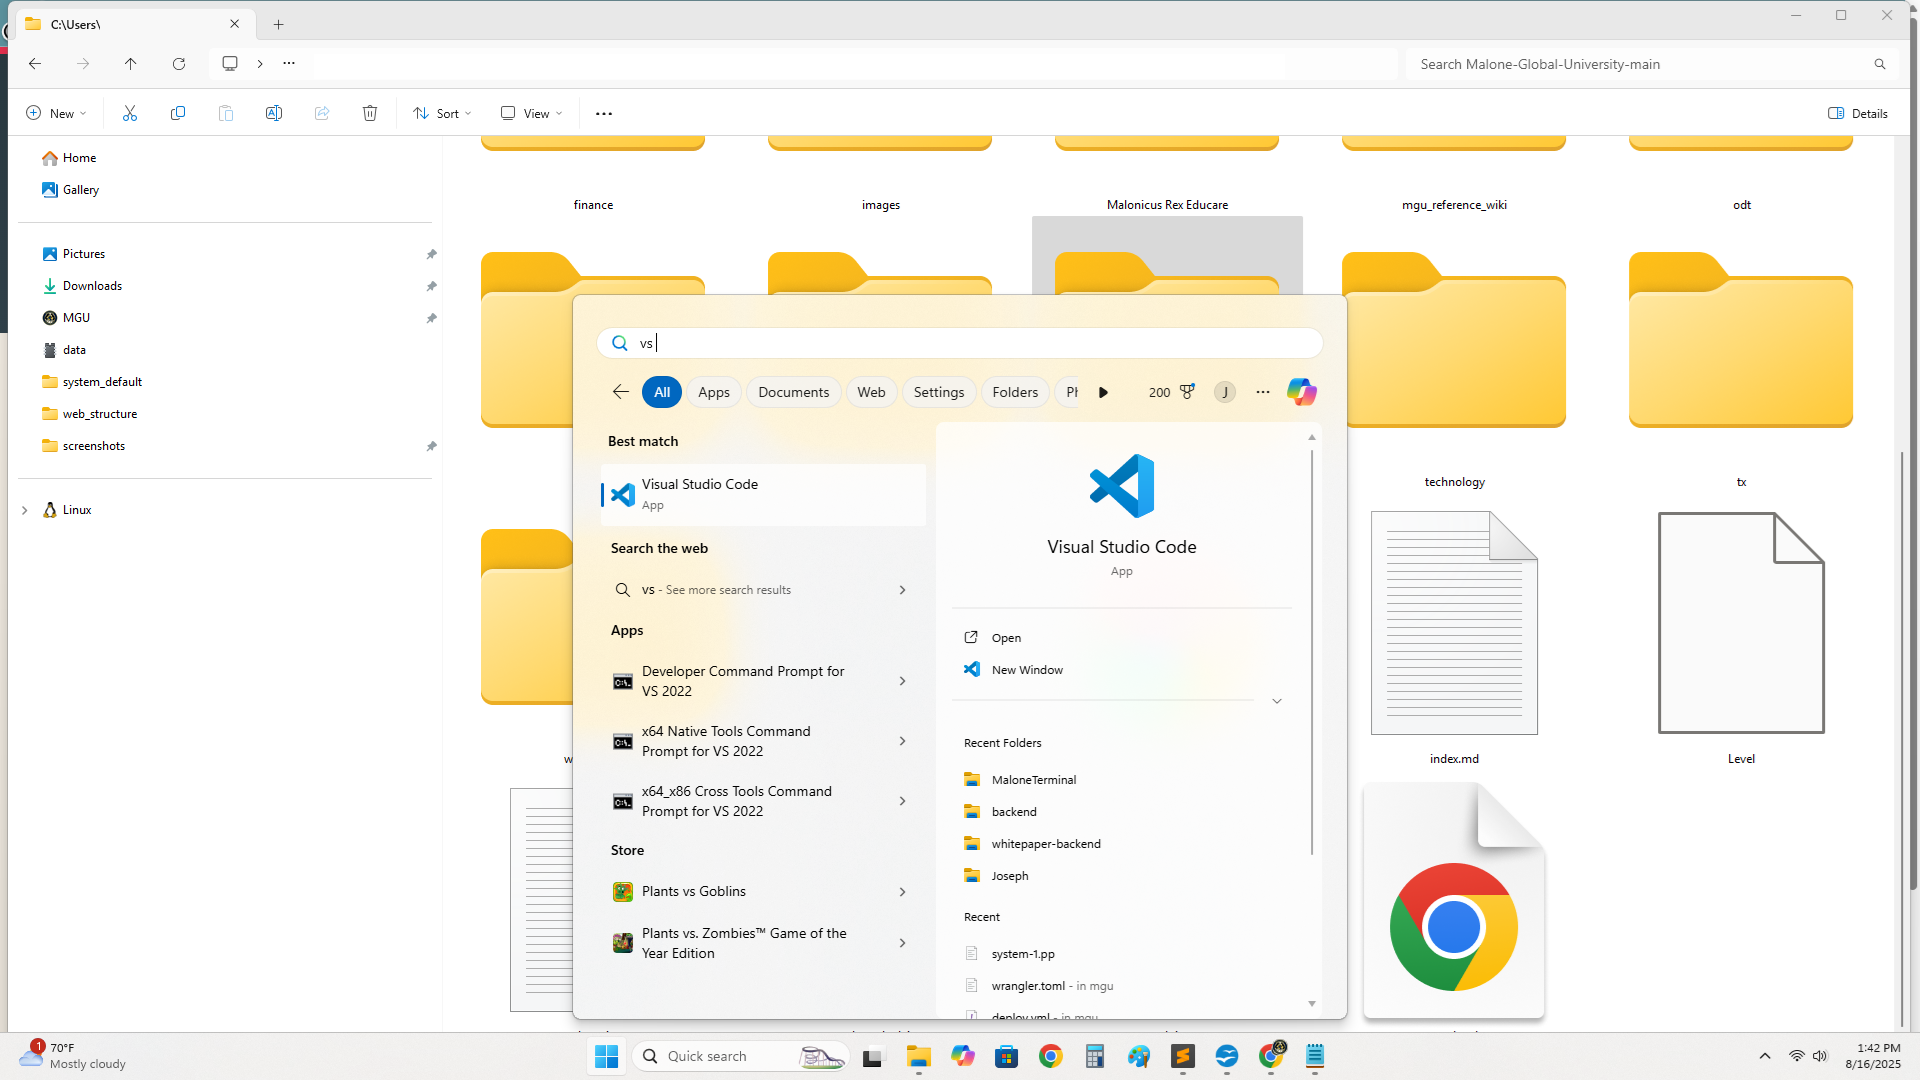 C:\Users\
Search Malone-Global-University-main
New
Sort
View
Details
Home
Gallery
Pictures
Downloads
MGU
data
system_default
web_structure
screenshots
Linux
finance
images
Malonicus Rex Educare
mgu_reference_wiki
odt
technology
tx
index.md
Level
vs
All
Apps
Documents
Web
Settings
Folders
200
J
Best match
Visual Studio Code
App
Search the web
vs - See more search results
Apps
Developer Command Prompt for
VS 2022
x64 Native Tools Command
Prompt for VS 2022
x64_x86 Cross Tools Command
Prompt for VS 2022
Store
Plants vs Goblins
Plants vs. Zombies™ Game of the
Year Edition
Visual Studio Code
App
Open
New Window
Recent Folders
MaloneTerminal
backend
whitepaper-backend
Joseph
Recent
system-1.pp
wrangler.toml - in mgu
deploy.yml - in mgu
1
70°F
Mostly cloudy
Quick search
1:42 PM
8/16/2025